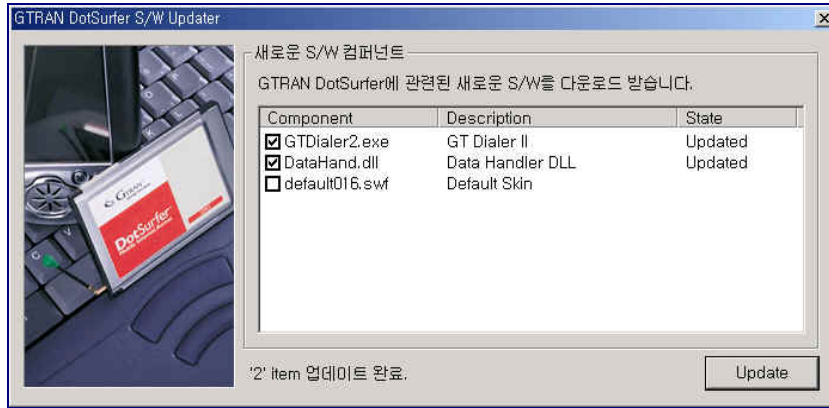 GTRAN DotSurfer S/W Updater
새로운 S/W 컴퍼넌트
GTRAN DotSurfer에 관련된 새로운 S/W를 다운로드 받습니다.
Component Description State
GTDialer2.exe GT Dialer II Updated
DataHand.dll Data Handler DLL Updated
default016.swf Default Skin
GTRAN
DotSurfer
'2' item 업데이트 완료.
Update